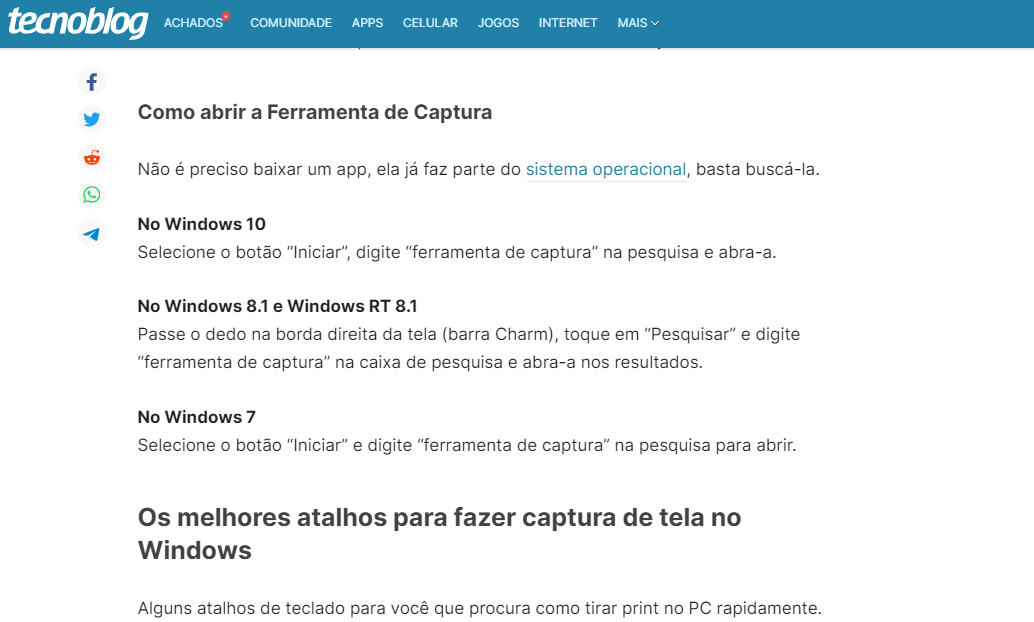 tecnoblog
ACHADOS COMUNIDADE APPS CELULAR JOGOS INTERNET MAIS
Como abrir a Ferramenta de Captura
Não é preciso baixar um app, ela já faz parte do sistema operacional, basta buscá-la.
No Windows 10
Selecione o botão “Iniciar”, digite “ferramenta de captura” na pesquisa e abra-a.
No Windows 8.1 e Windows RT 8.1
Passe o dedo na borda direita da tela (barra Charm), toque em “Pesquisar” e digite
“ferramenta de captura” na caixa de pesquisa e abra-a nos resultados.
No Windows 7
Selecione o botão “Iniciar” e digite “ferramenta de captura” na pesquisa para abrir.
Os melhores atalhos para fazer captura de tela no
Windows
Alguns atalhos de teclado para você que procura como tirar print no PC rapidamente.